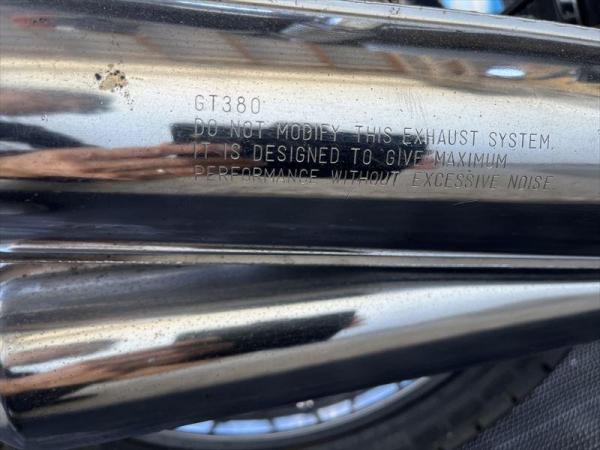 GT380
DO NOT MODIFY THIS EXHAUST SYSTEM.
IT IS DESIGNED TO GIVE MAXIMUM
PERFORMANCE WITHOUT EXCESSIVE NOISE